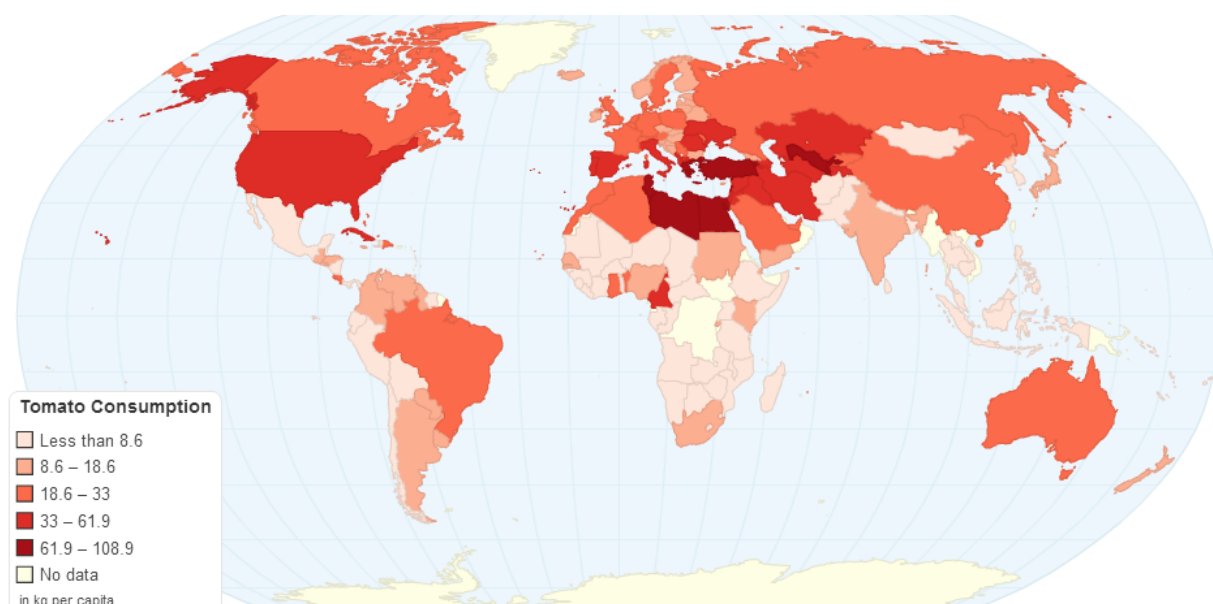 Tomato Consumption
Less than 8.6
8.6 – 18.6
18.6 – 33
33 – 61.9
61.9 – 108.9
No data
in kg per capita